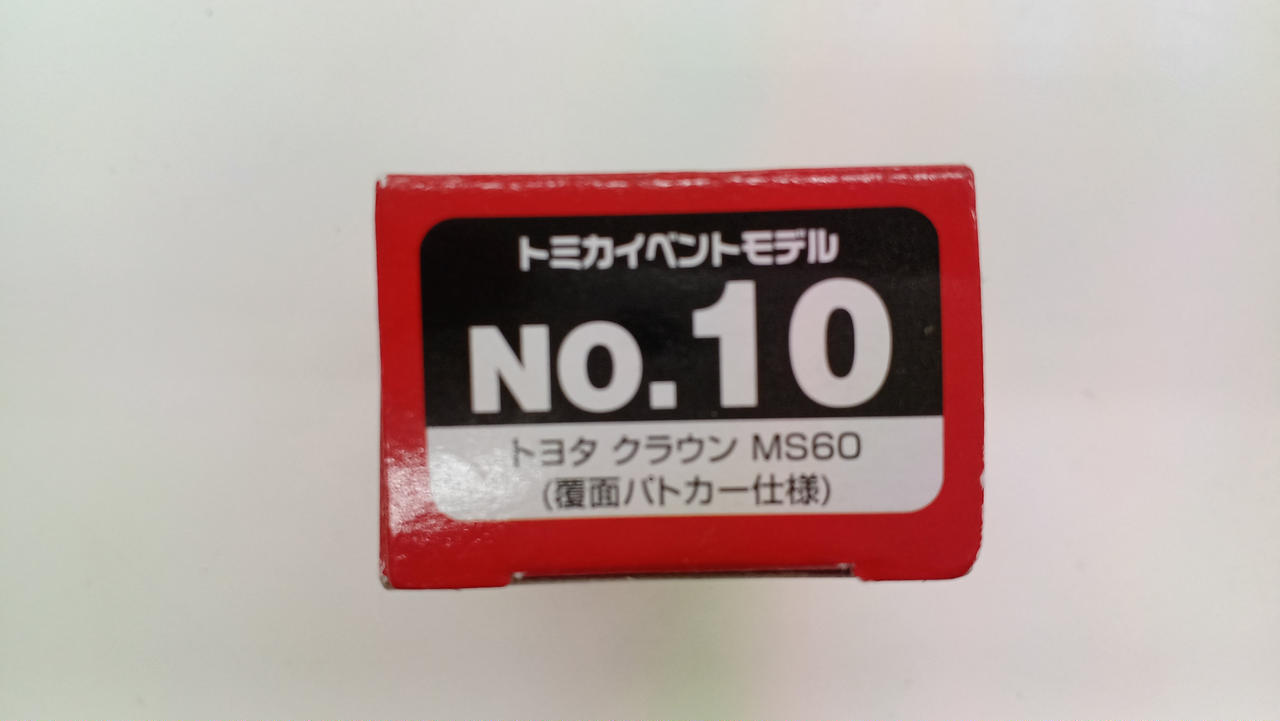 トミカイベントモデル
NO.10
トヨタ クラウン MS60
(覆面パトカー仕様)